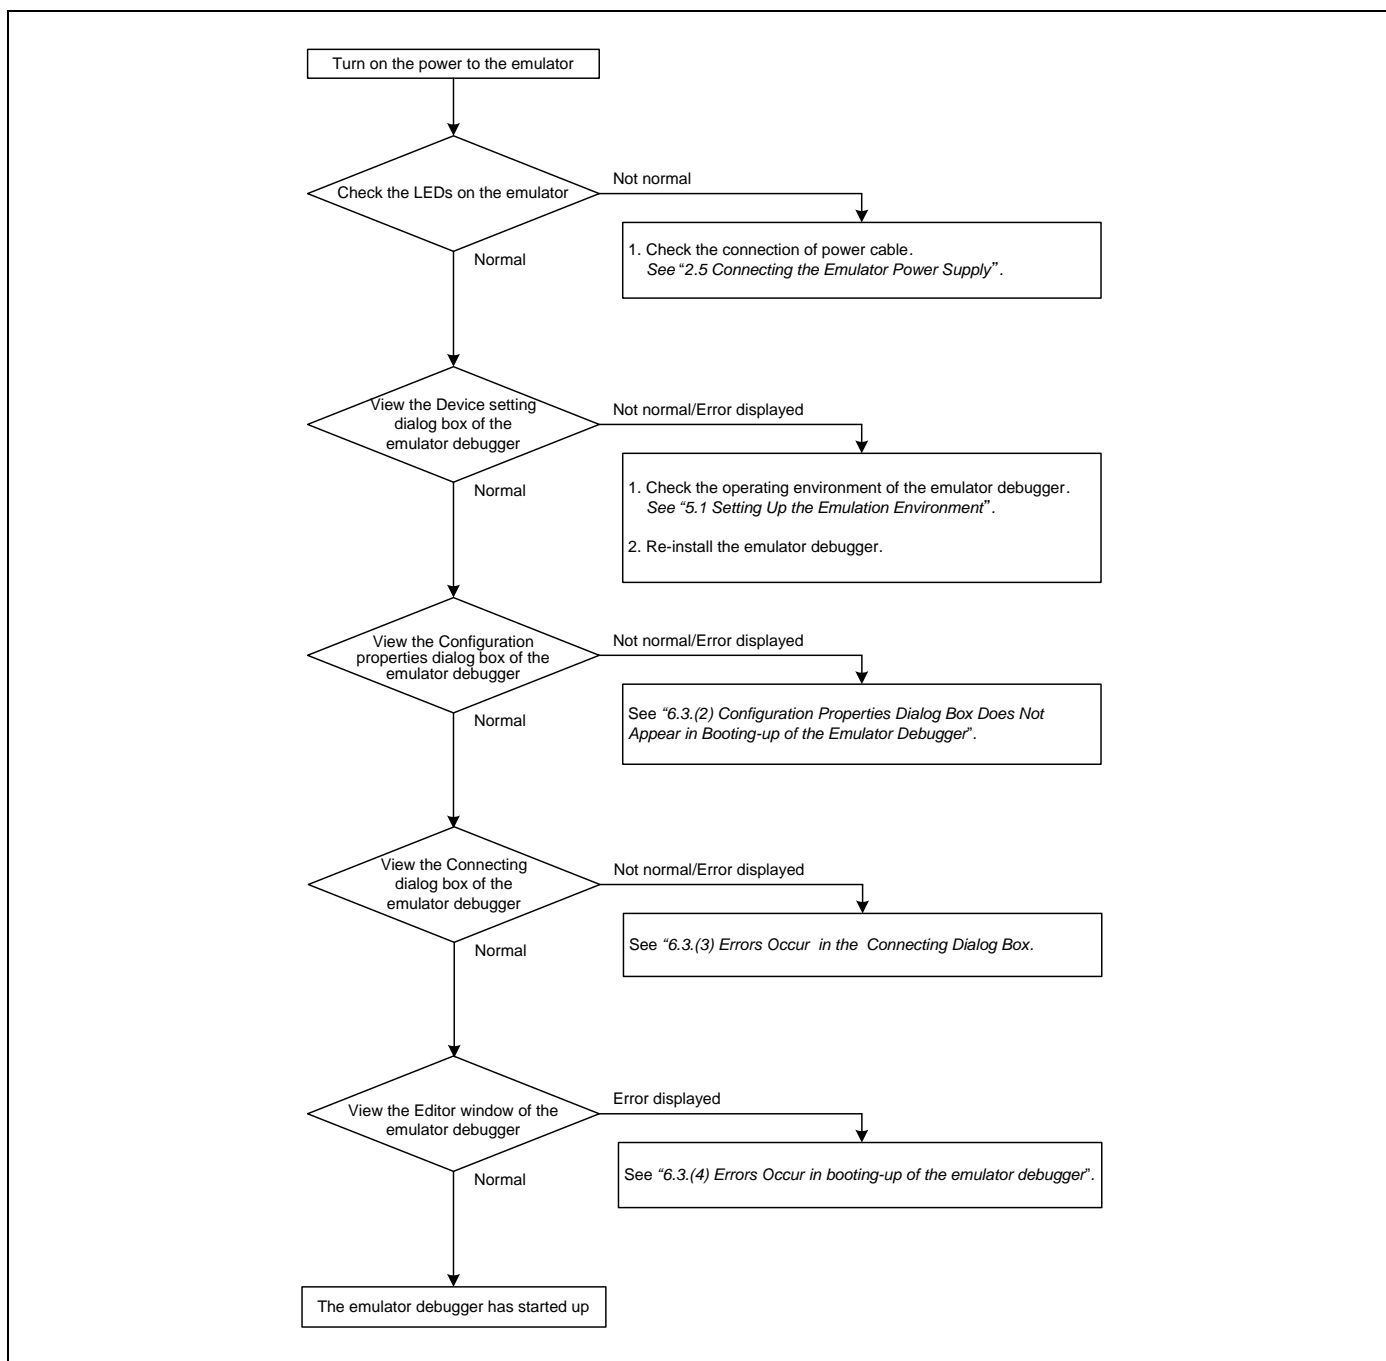 Turn on the power to the emulator
Check the LEDs on the emulator
Not normal
Normal
1. Check the connection of power cable.
See “2.5 Connecting the Emulator Power Supply”.
View the Device setting
dialog box of the
emulator debugger
Not normal/Error displayed
Normal
1. Check the operating environment of the emulator debugger.
See “5.1 Setting Up the Emulation Environment”.
2. Re-install the emulator debugger.
View the Configuration
properties dialog box of the
emulator debugger
Not normal/Error displayed
Normal
See “6.3.(2) Configuration Properties Dialog Box Does Not
Appear in Booting-up of the Emulator Debugger”.
View the Connecting
dialog box of the
emulator debugger
Not normal/Error displayed
Normal
See “6.3.(3) Errors Occur in the Connecting Dialog Box.
View the Editor window of the
emulator debugger
Error displayed
Normal
See “6.3.(4) Errors Occur in booting-up of the emulator debugger”.
The emulator debugger has started up